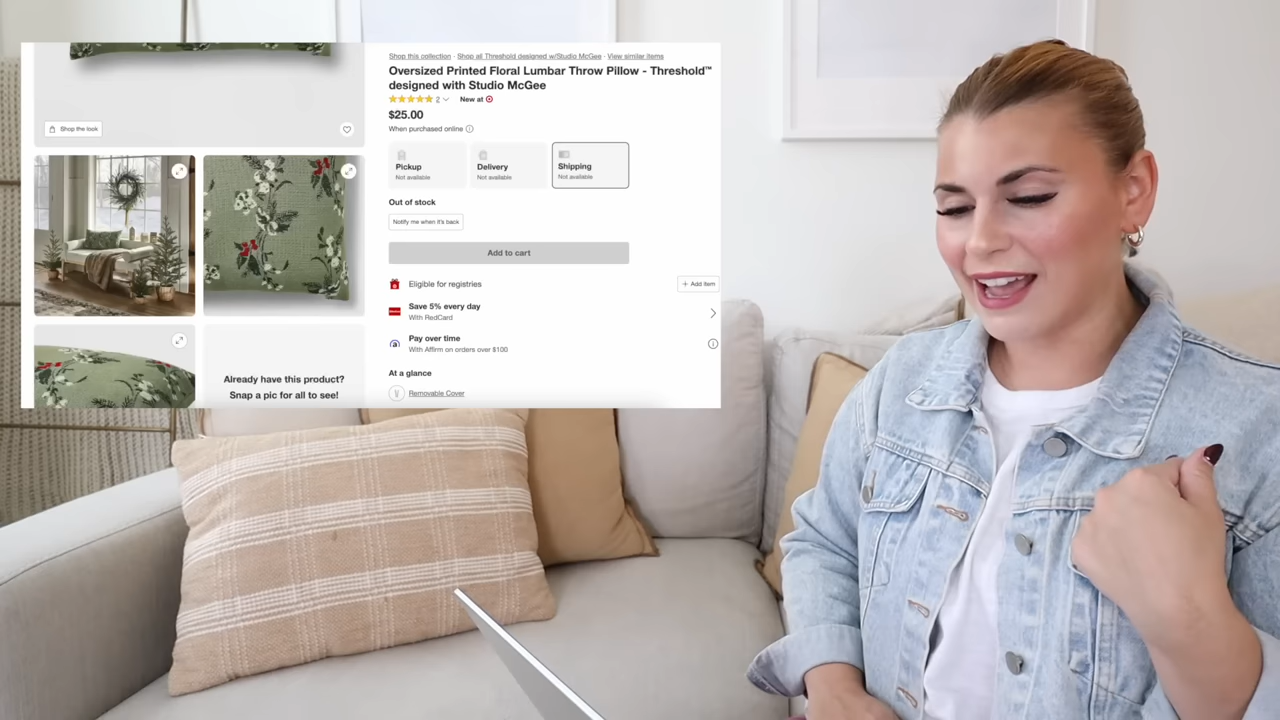 Shop the look
Already have this product?
Snap a pic for all to see!
Shop this collection · Shop all Threshold designed w/Studio McGee · View similar items
Oversized Printed Floral Lumbar Throw Pillow - Threshold™
designed with Studio McGee
2
New at
$25.00
When purchased online
Pickup
Not available
Delivery
Not available
Shipping
Not available
Out of stock
Notify me when it's back
Add to cart
Eligible for registries
+ Add item
Save 5% every day
With RedCard
Pay over time
With Affirm on orders over $100
At a glance
Removable Cover